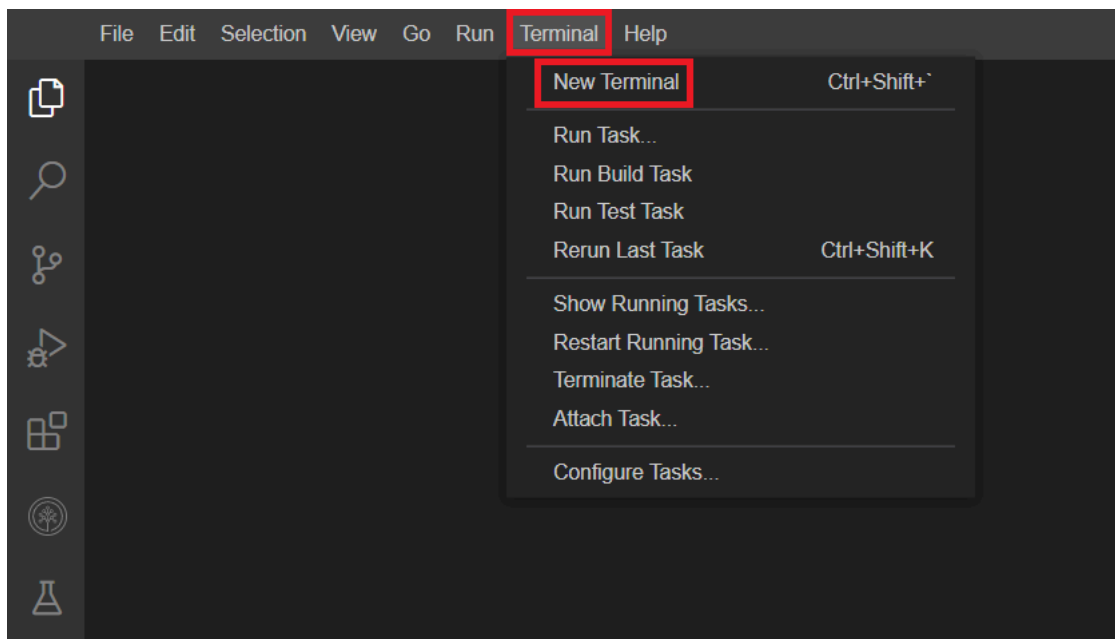 File Edit Selection View Go Run Terminal Help
New Terminal Ctrl+Shift+`
Run Task...
Run Build Task
Run Test Task
Rerun Last Task Ctrl+Shift+K
Show Running Tasks...
Restart Running Task...
Terminate Task...
Attach Task...
Configure Tasks...